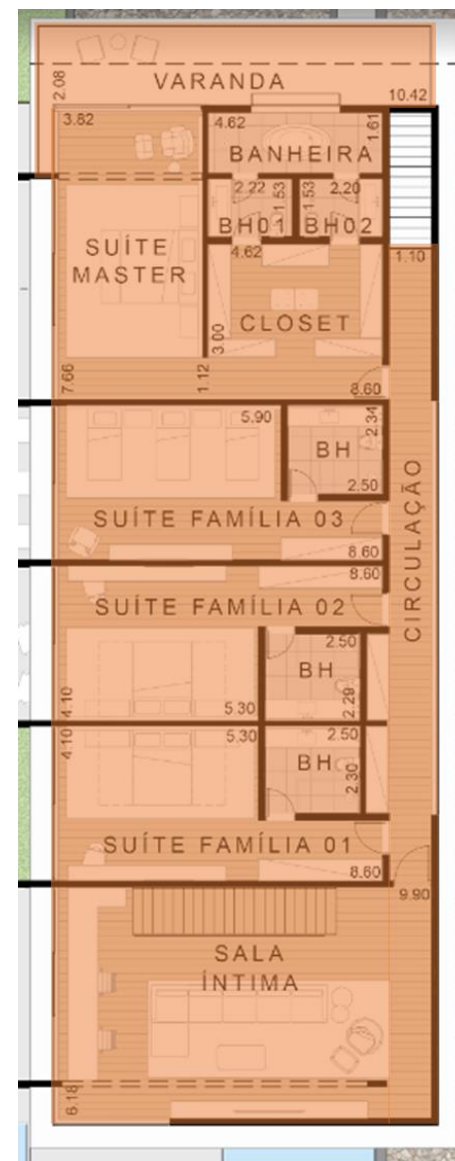 2.08
VARANDA
10.42
3.82
4.62
1.61
BANHEIRA
2.22
1.53
1.53
2.20
BH01
BH02
SUÍTE
MASTER
4.62
1.10
CLOSET
3.00
7.66
1.12
8.60
5.90
2.34
BH
2.50
SUÍTE FAMÍLIA 03
8.60
CIRCULAÇÃO
8.60
SUÍTE FAMÍLIA 02
2.50
BH
4.10
5.30
2.29
4.10
5.30
2.50
BH
2.30
SUÍTE FAMÍLIA 01
8.60
9.90
SALA
ÍNTIMA
6.18